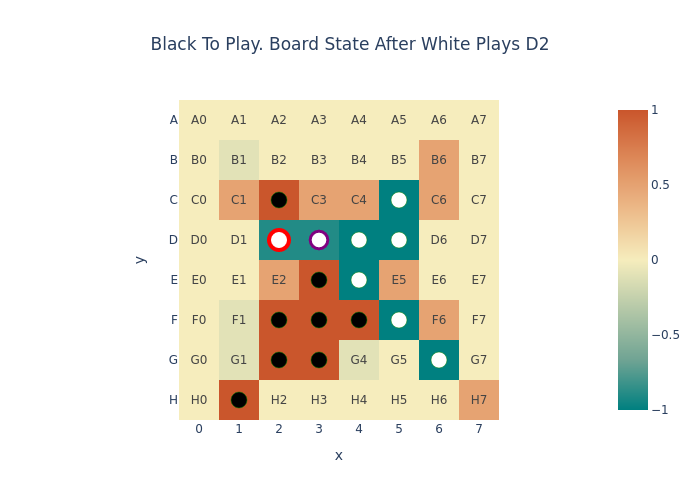 Black To Play. Board State After White Plays D2
A A0 A1 A2 A3 A4 A5 A6 A7
B B0 B1 B2 B3 B4 B5 B6 B7
C C0 C1 C3 C4 C6 C7
D D0 D1 D6 D7
E E0 E1 E2 E5 E6 E7
F F0 F1 F6 F7
G G0 G1 G4 G5 G7
H H0 H2 H3 H4 H5 H6 H7
0 1 2 3 4 5 6 7
x
y
1
0.5
0
−0.5
−1